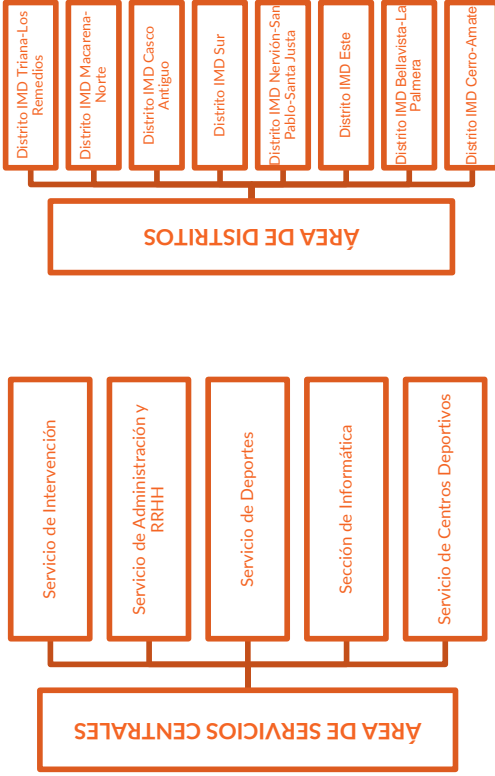 ÁREA DE SERVICIOS CENTRALES
Servicio de Intervención
Servicio de Administración y
RRHH
Servicio de Deportes
Sección de Informática
Servicio de Centros Deportivos
ÁREA DE DISTRITOS
Distrito IMD Triana-Los
Remedios
Distrito IMD Macarena-
Norte
Distrito IMD Casco
Antiguo
Distrito IMD Sur
Distrito IMD Nervión-San
Pablo-Santa Justa
Distrito IMD Este
Distrito IMD Bellavista-La
Palmera
Distrito IMD Cerro-Amate